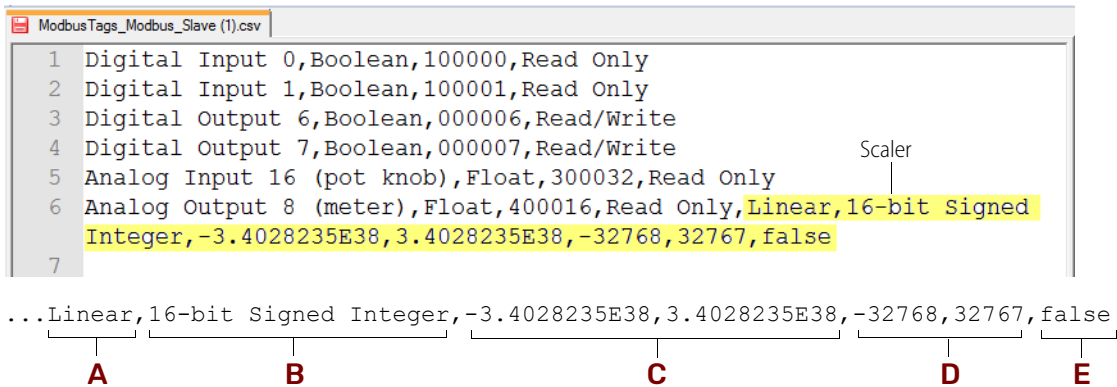 ModbusTags_Modbus_Slave (1).csv
1 Digital Input 0,Boolean,100000,Read Only
2 Digital Input 1,Boolean,100001,Read Only
3 Digital Output 6,Boolean,000006,Read/Write
4 Digital Output 7,Boolean,000007,Read/Write
Scaler
5 Analog Input 16 (pot knob),Float,300032,Read Only
6 Analog Output 8 (meter),Float,400016,Read Only,Linear,16-bit Signed
Integer,-3.4028235E38,3.4028235E38,-32768,32767,false
7
...Linear,16-bit Signed Integer,-3.4028235E38,3.4028235E38,-32768,32767,false
A B C D E